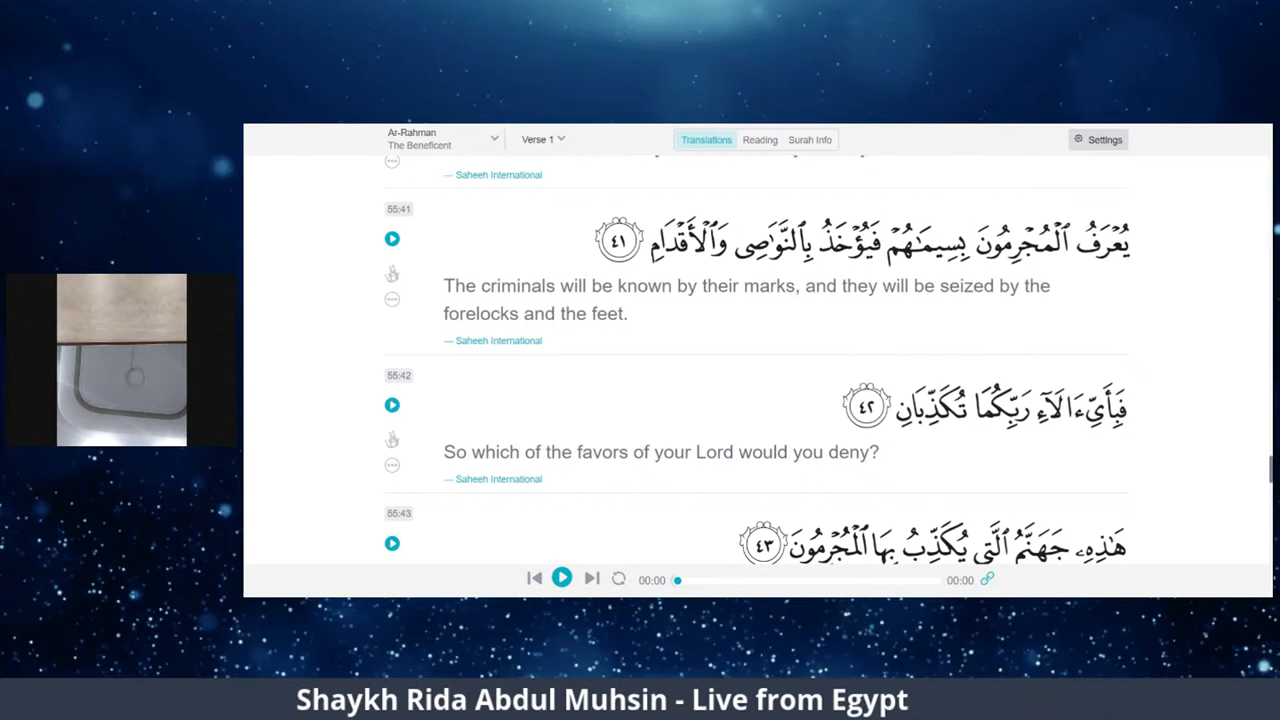 Ar-Rahman
The Beneficent
Verse 1
Translations
Reading
Surah Info
Settings
— Saheeh International
55:41
يُعْرَفُ ٱلْمُجْرِمُونَ بِسِيمَـٰهُمْ فَيُؤْخَذُ بِٱلنَّوَٰصِى وَٱلْأَقْدَامِ ٤١
The criminals will be known by their marks, and they will be seized by the
forelocks and the feet.
— Saheeh International
55:42
فَبِأَىِّ ءَالَآءِ رَبِّكُمَا تُكَذِّبَانِ ٤٢
So which of the favors of your Lord would you deny?
— Saheeh International
55:43
هَـٰذِهِۦ جَهَنَّمُ ٱلَّتِى يُكَذِّبُ بِهَا ٱلْمُجْرِمُونَ ٤٣
00:00
00:00
Shaykh Rida Abdul Muhsin - Live from Egypt